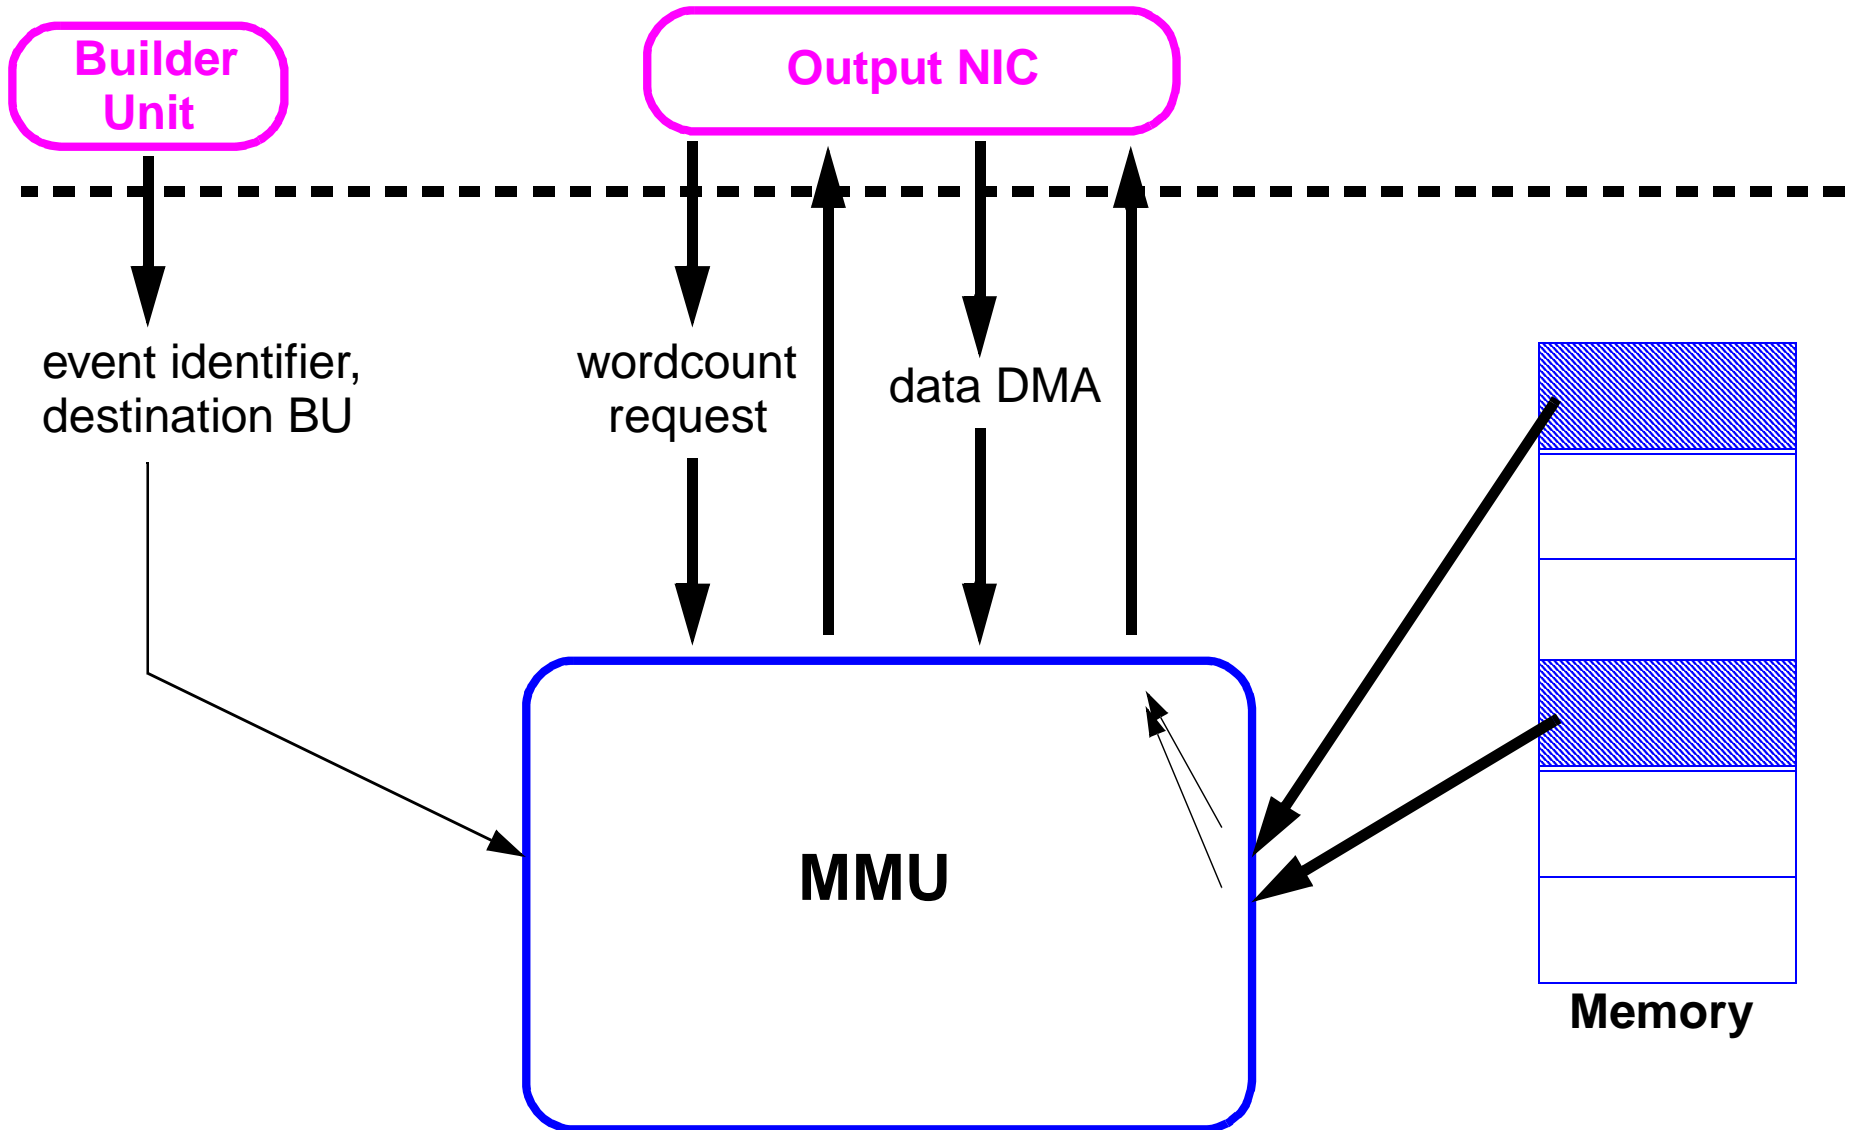 Builder
Unit
Output NIC
event identifier,
destination BU
wordcount
request
data DMA
MMU
Memory